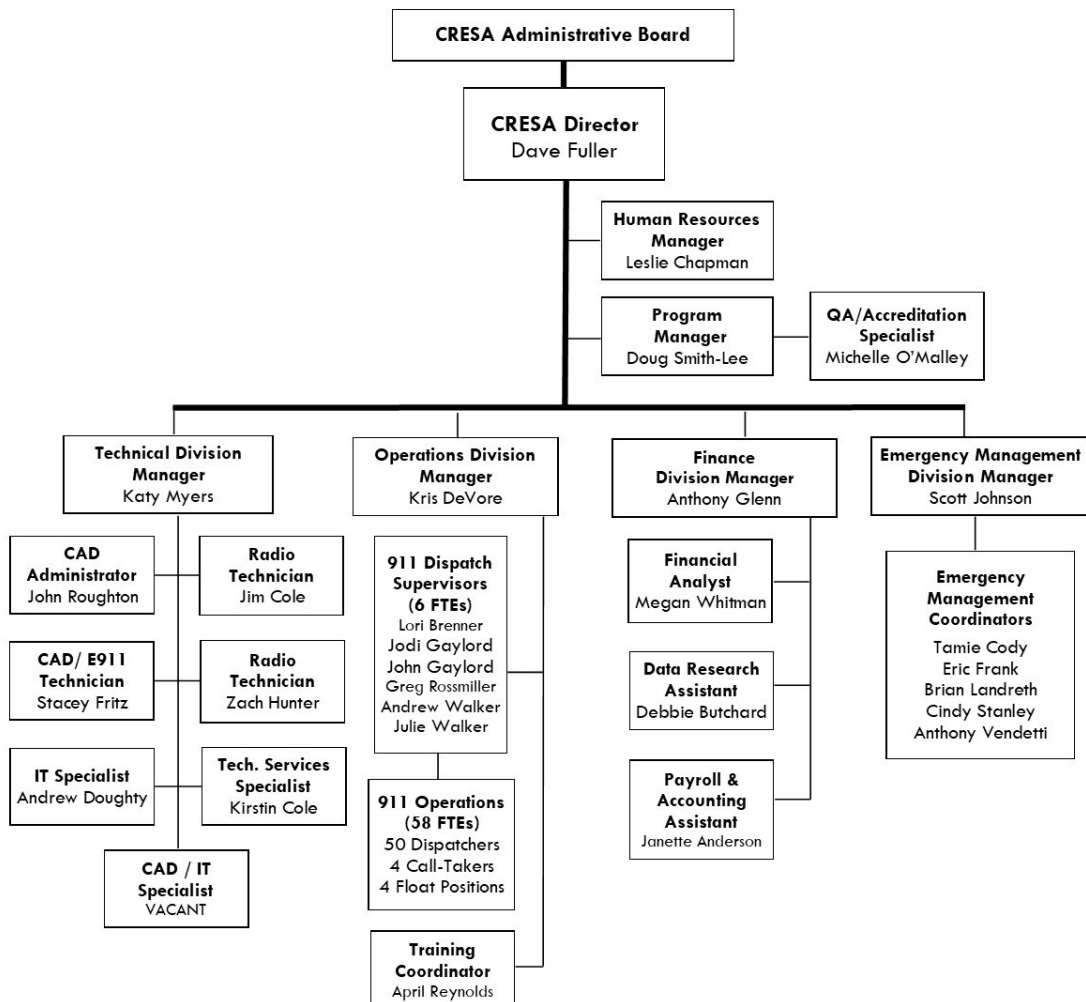 CRESA Administrative Board
CRESA Director
Dave Fuller
Human Resources
Manager
Leslie Chapman
Program
Manager
Doug Smith-Lee
QA/Accreditation
Specialist
Michelle O'Malley
Technical Division
Manager
Katy Myers
Operations Division
Manager
Kris DeVore
Finance
Division Manager
Anthony Glenn
Emergency Management
Division Manager
Scott Johnson
CAD
Administrator
John Roughton
Radio
Technician
Jim Cole
CAD/ E911
Technician
Stacey Fritz
Radio
Technician
Zach Hunter
IT Specialist
Andrew Doughty
Tech. Services
Specialist
Kirstin Cole
CAD / IT
Specialist
VACANT
911 Dispatch
Supervisors
(6 FTEs)
Lori Brenner
Jodi Gaylord
John Gaylord
Greg Rossmiller
Andrew Walker
Julie Walker
911 Operations
(58 FTEs)
50 Dispatchers
4 Call-Takers
4 Float Positions
Training
Coordinator
April Reynolds
Financial
Analyst
Megan Whitman
Data Research
Assistant
Debbie Butchard
Payroll &
Accounting
Assistant
Janette Anderson
Emergency
Management
Coordinators
Tamie Cody
Eric Frank
Brian Landreth
Cindy Stanley
Anthony Vendetti